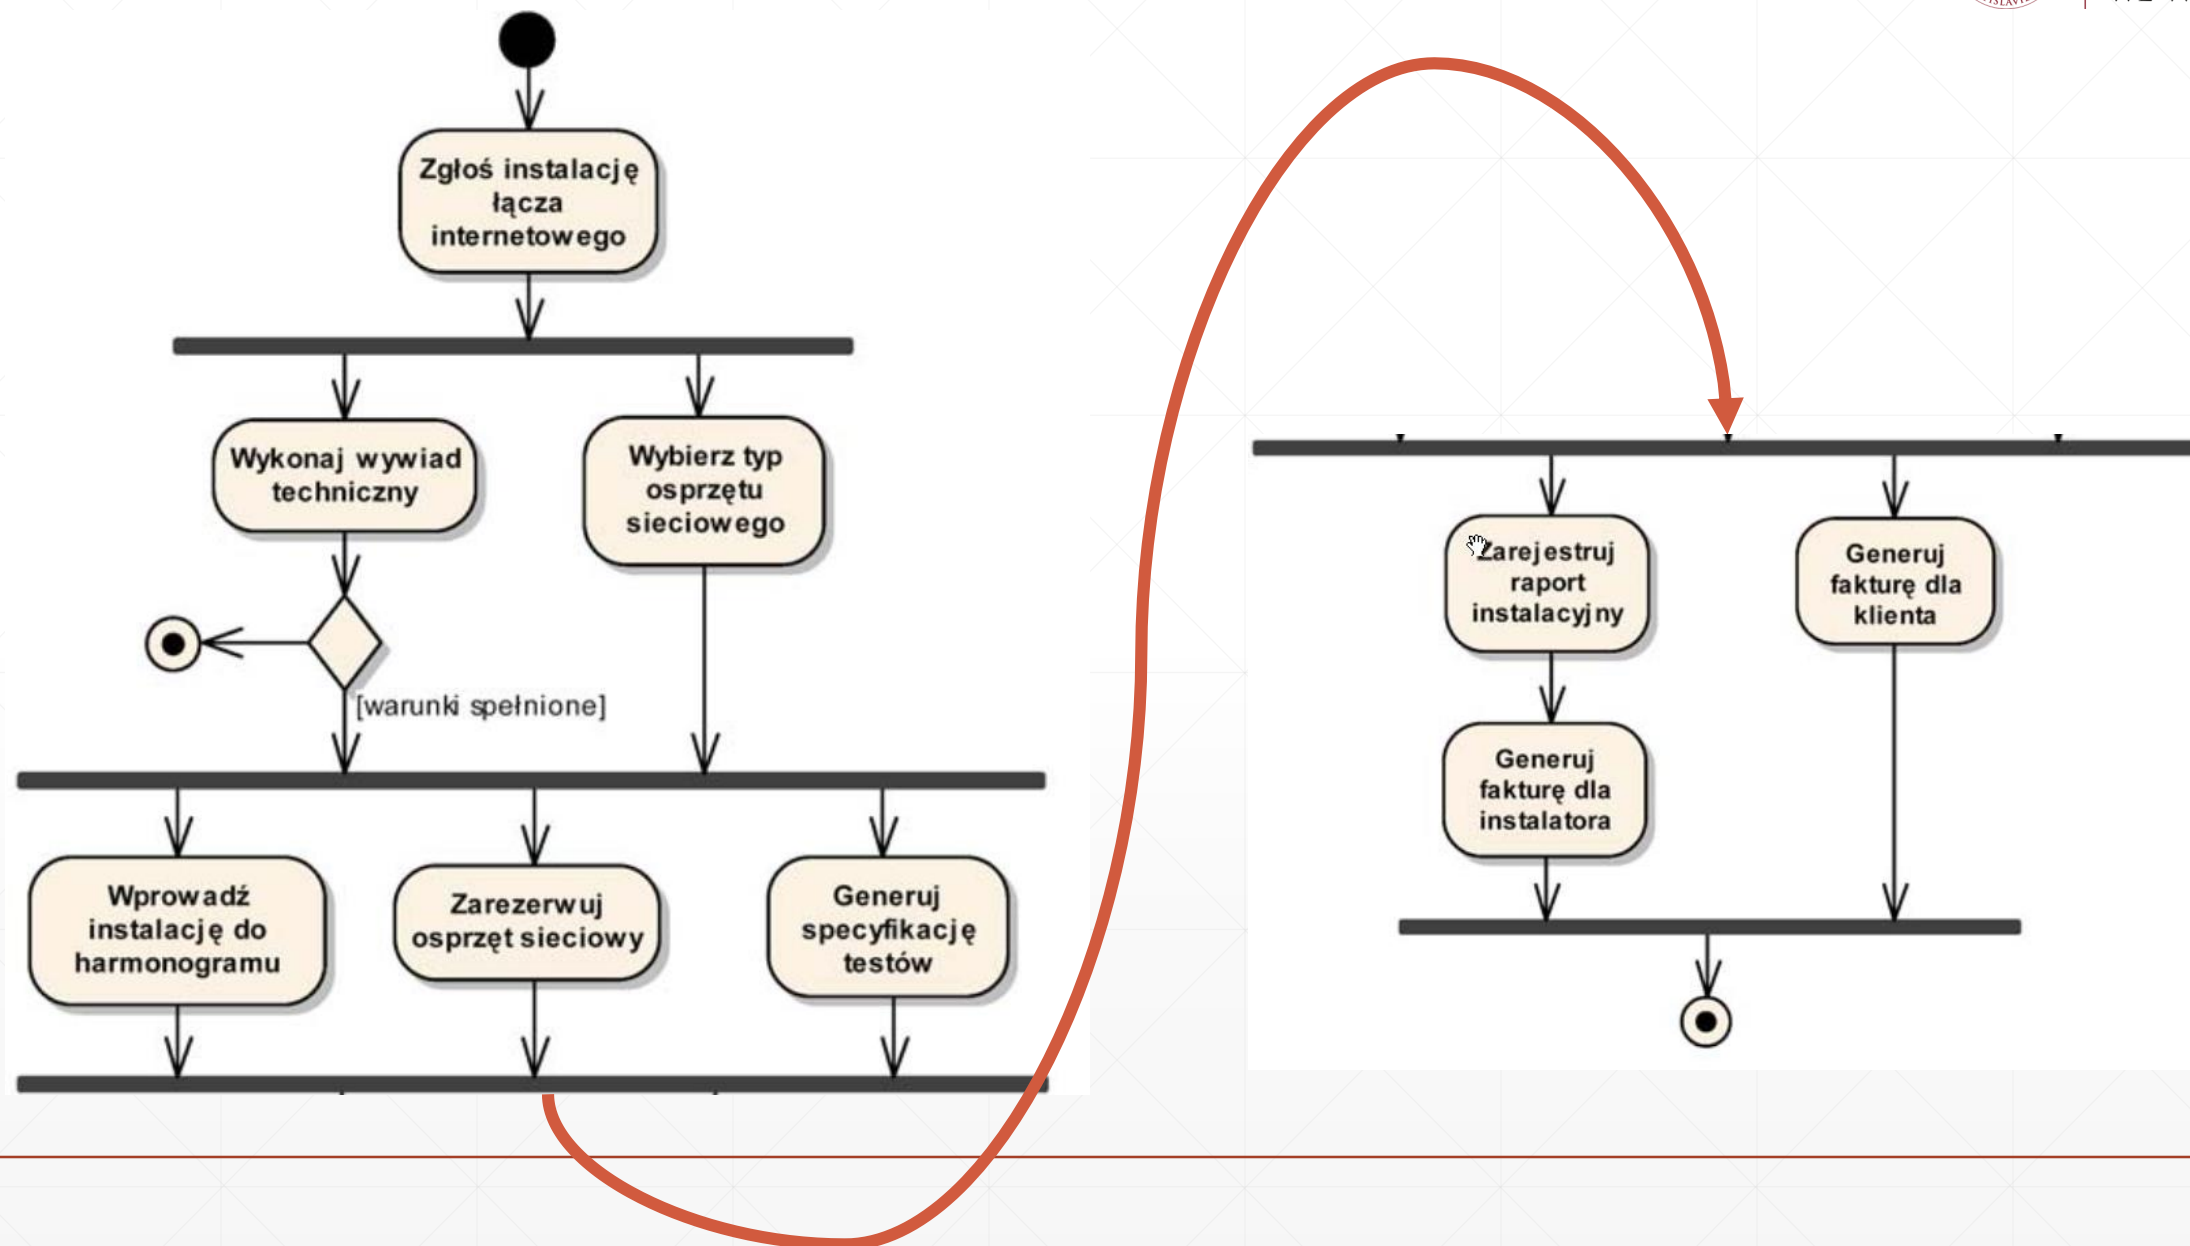 Zgłoś instalację
łącza
internetowego
Wykonaj wywiad
techniczny
Wybierz typ
osprzętu
sieciowego
[warunki spełnione]
Wprowadź
instalację do
harmonogramu
Zarezerwuj
osprzęt sieciowy
Generuj
specyfikację
testów
Zarejestruj
raport
instalacyjny
Generuj
fakturę dla
klienta
Generuj
fakturę dla
instalatora